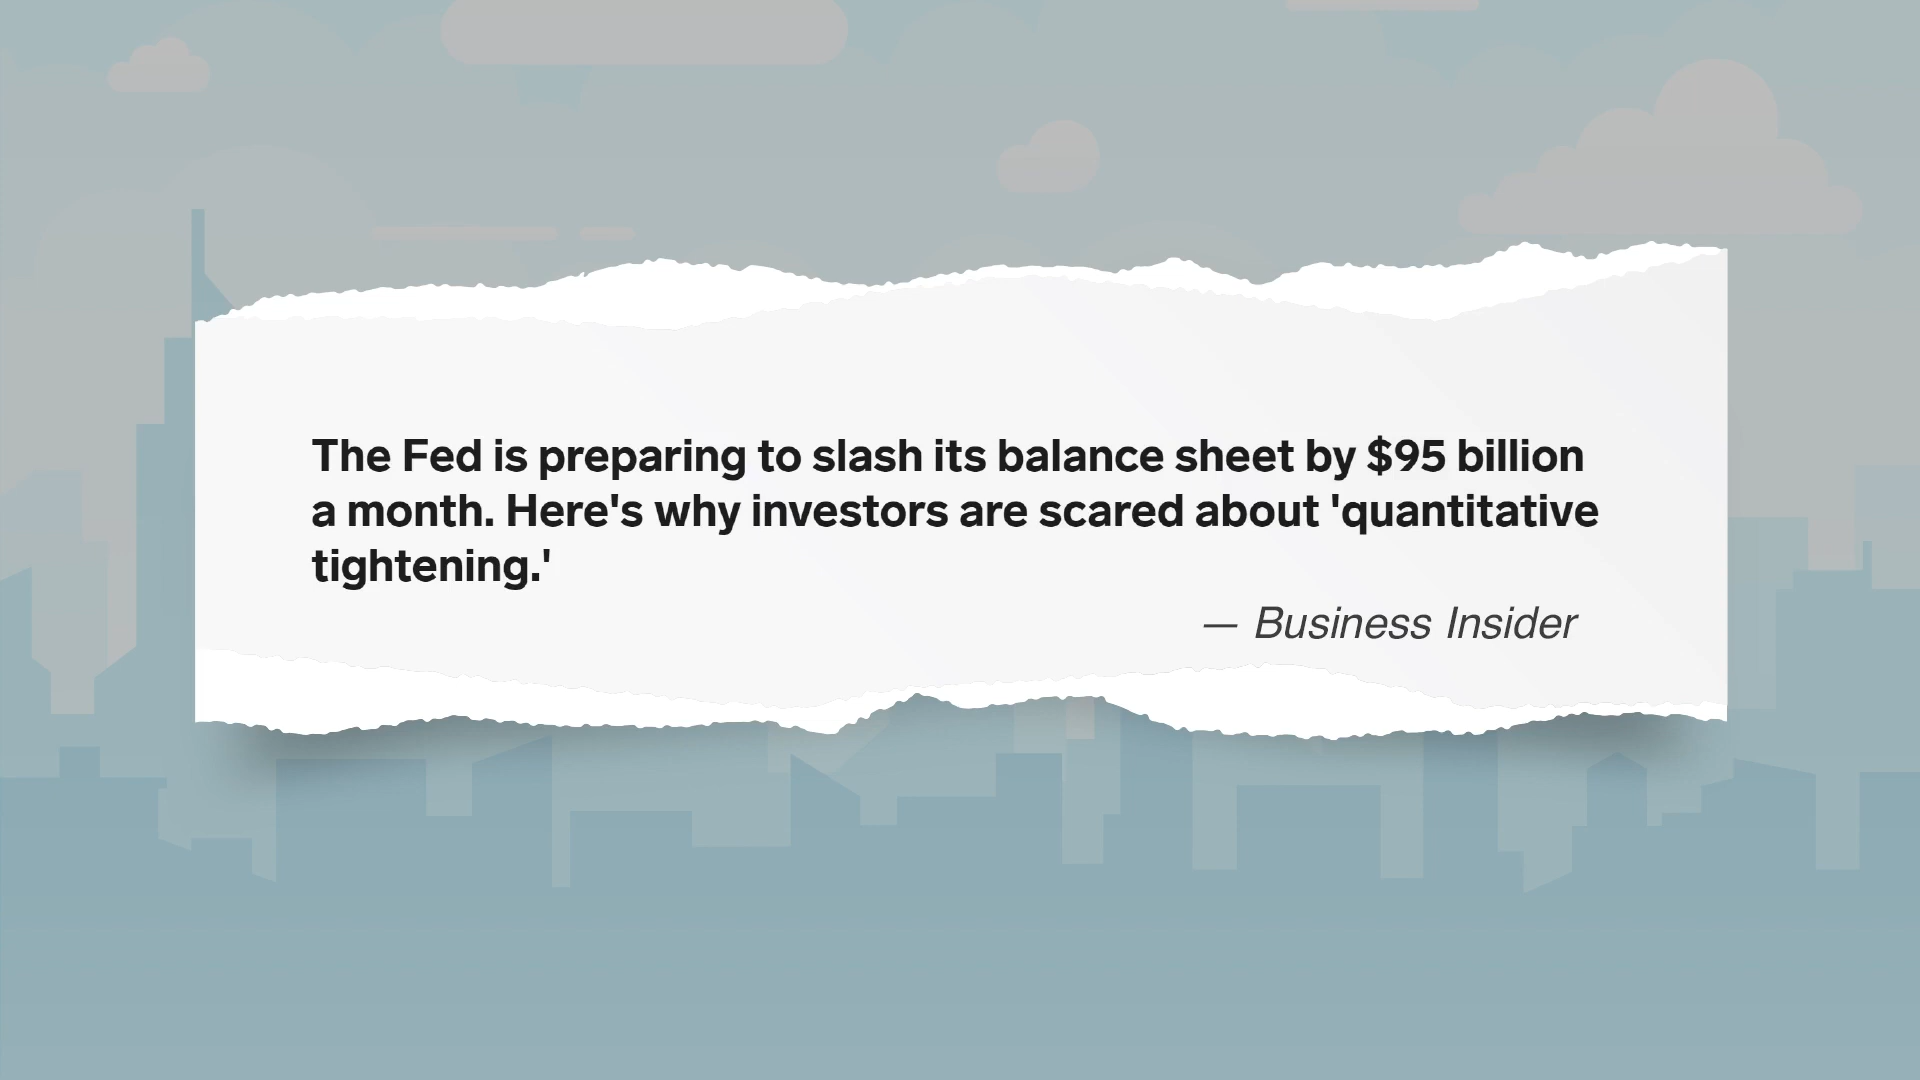 The Fed is preparing to slash its balance sheet by $95 billion
a month. Here's why investors are scared about 'quantitative
tightening.'
— Business Insider